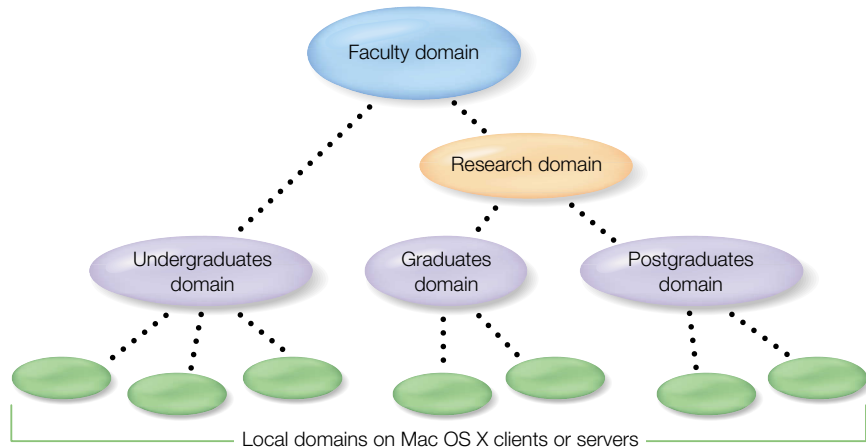 Faculty domain
Research domain
Undergraduates
domain
Graduates
domain
Postgraduates
domain
Local domains on Mac OS X clients or servers